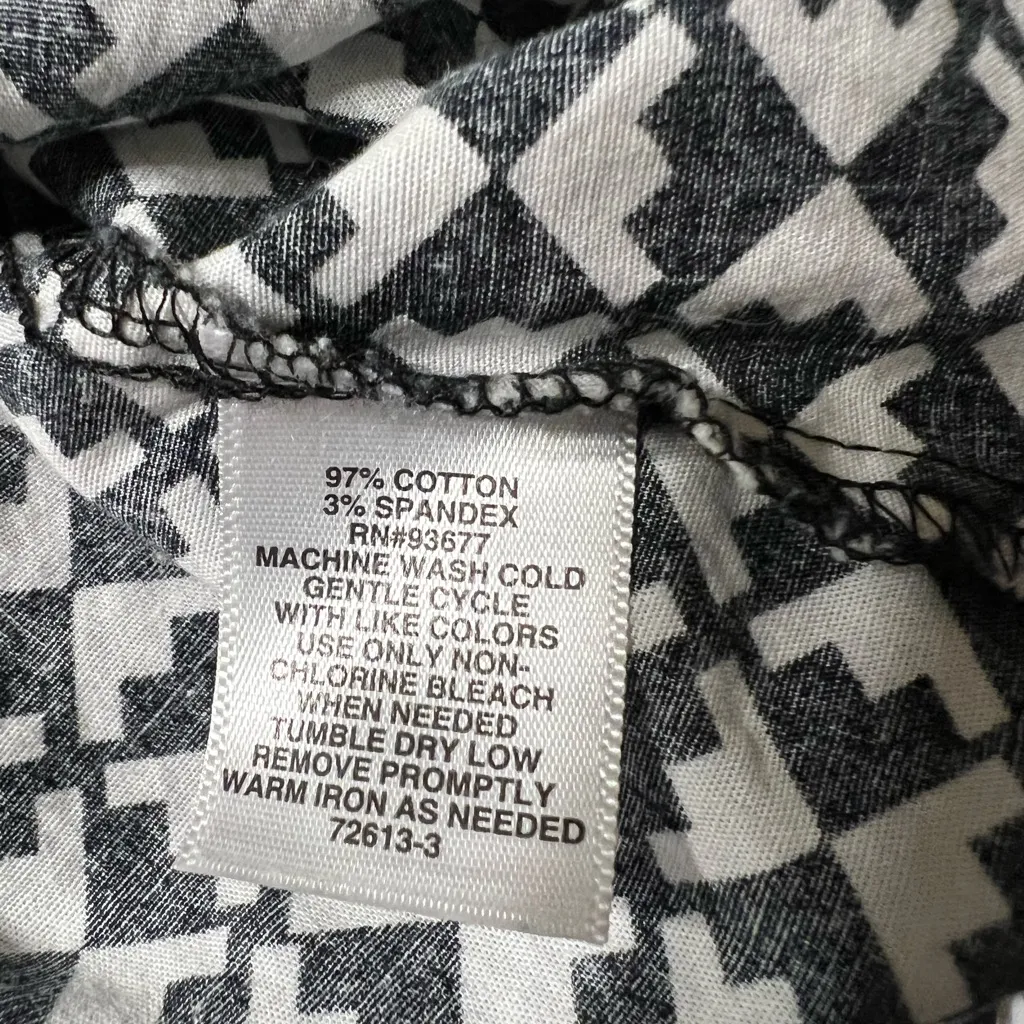 97% COTTON
3% SPANDEX
RN#93677
MACHINE WASH COLD
GENTLE CYCLE
WITH LIKE COLORS
USE ONLY NON-
CHLORINE BLEACH
WHEN NEEDED
TUMBLE DRY LOW
REMOVE PROMPTLY
WARM IRON AS NEEDED
72613-3